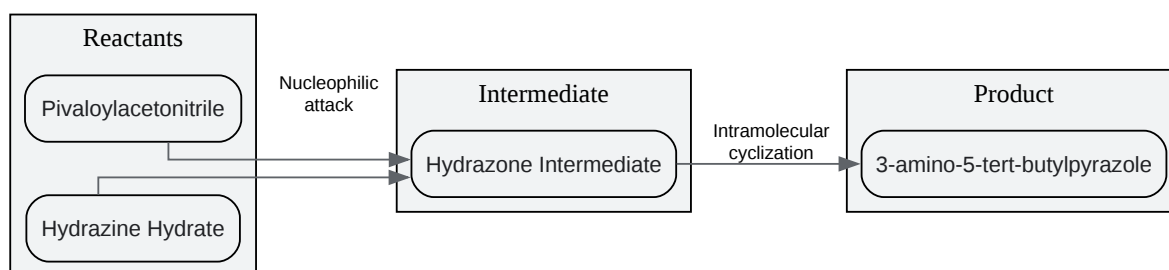 Reactants
Pivaloylacetonitrile
Hydrazine Hydrate
Nucleophilic
attack
Intermediate
Hydrazone Intermediate
Intramolecular
cyclization
Product
3-amino-5-tert-butylpyrazole